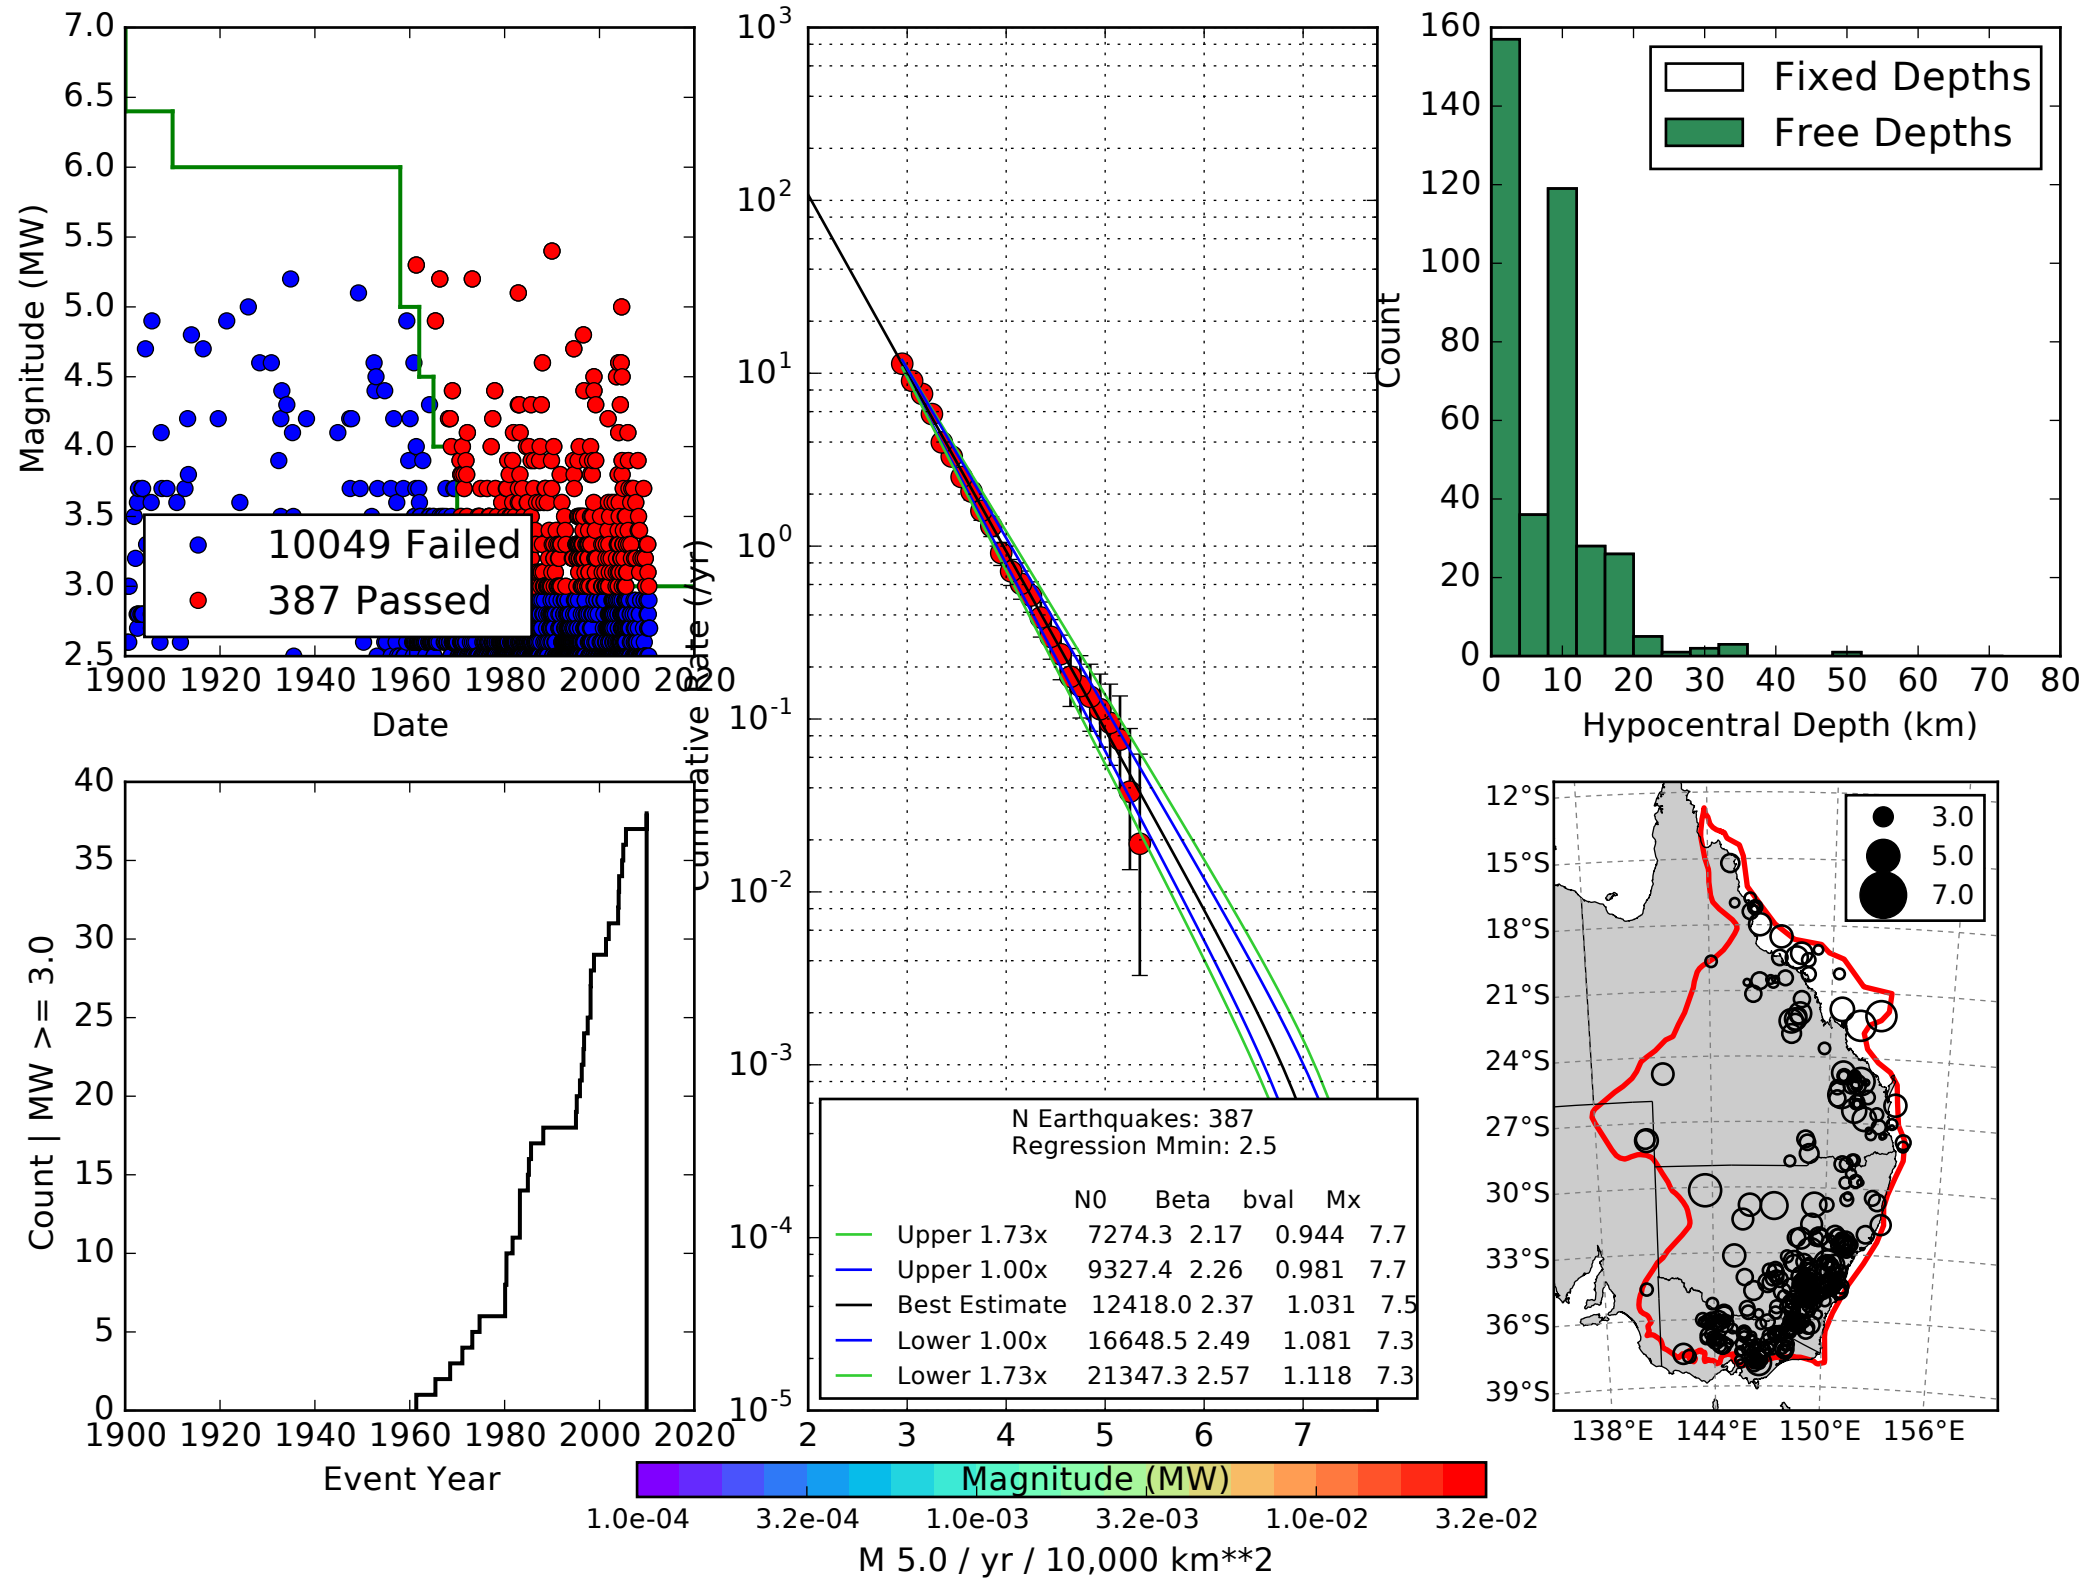 7.0
6.5
6.0
5.5
5.0
4.5
4.0
3.5
3.0
2.5
Magnitude (MW)
10049 Failed
387 Passed
1900 1920 1940 1960 1980 2000 2020
Date
10^3
10^2
10^1
10^0
10^-1
10^-2
10^-3
10^-4
10^-5
Cumulative Rate (/yr)
N Earthquakes: 387
Regression Mmin: 2.5
N0 Beta bval Mx
Upper 1.73x 7274.3 2.17 0.944 7.7
Upper 1.00x 9327.4 2.26 0.981 7.7
Best Estimate 12418.0 2.37 1.031 7.5
Lower 1.00x 16648.5 2.49 1.081 7.3
Lower 1.73x 21347.3 2.57 1.118 7.3
2 3 4 5 6 7
Magnitude (MW)
160
140
120
100
80
60
40
20
0
Count
Fixed Depths
Free Depths
0 10 20 30 40 50 60 70 80
Hypocentral Depth (km)
40
35
30
25
20
15
10
5
0
Count | MW >= 3.0
1900 1920 1940 1960 1980 2000 2020
Event Year
12°S
15°S
18°S
21°S
24°S
27°S
30°S
33°S
36°S
39°S
3.0
5.0
7.0
138°E 144°E 150°E 156°E
1.0e-04 3.2e-04 1.0e-03 3.2e-03 1.0e-02 3.2e-02
M 5.0 / yr / 10,000 km**2